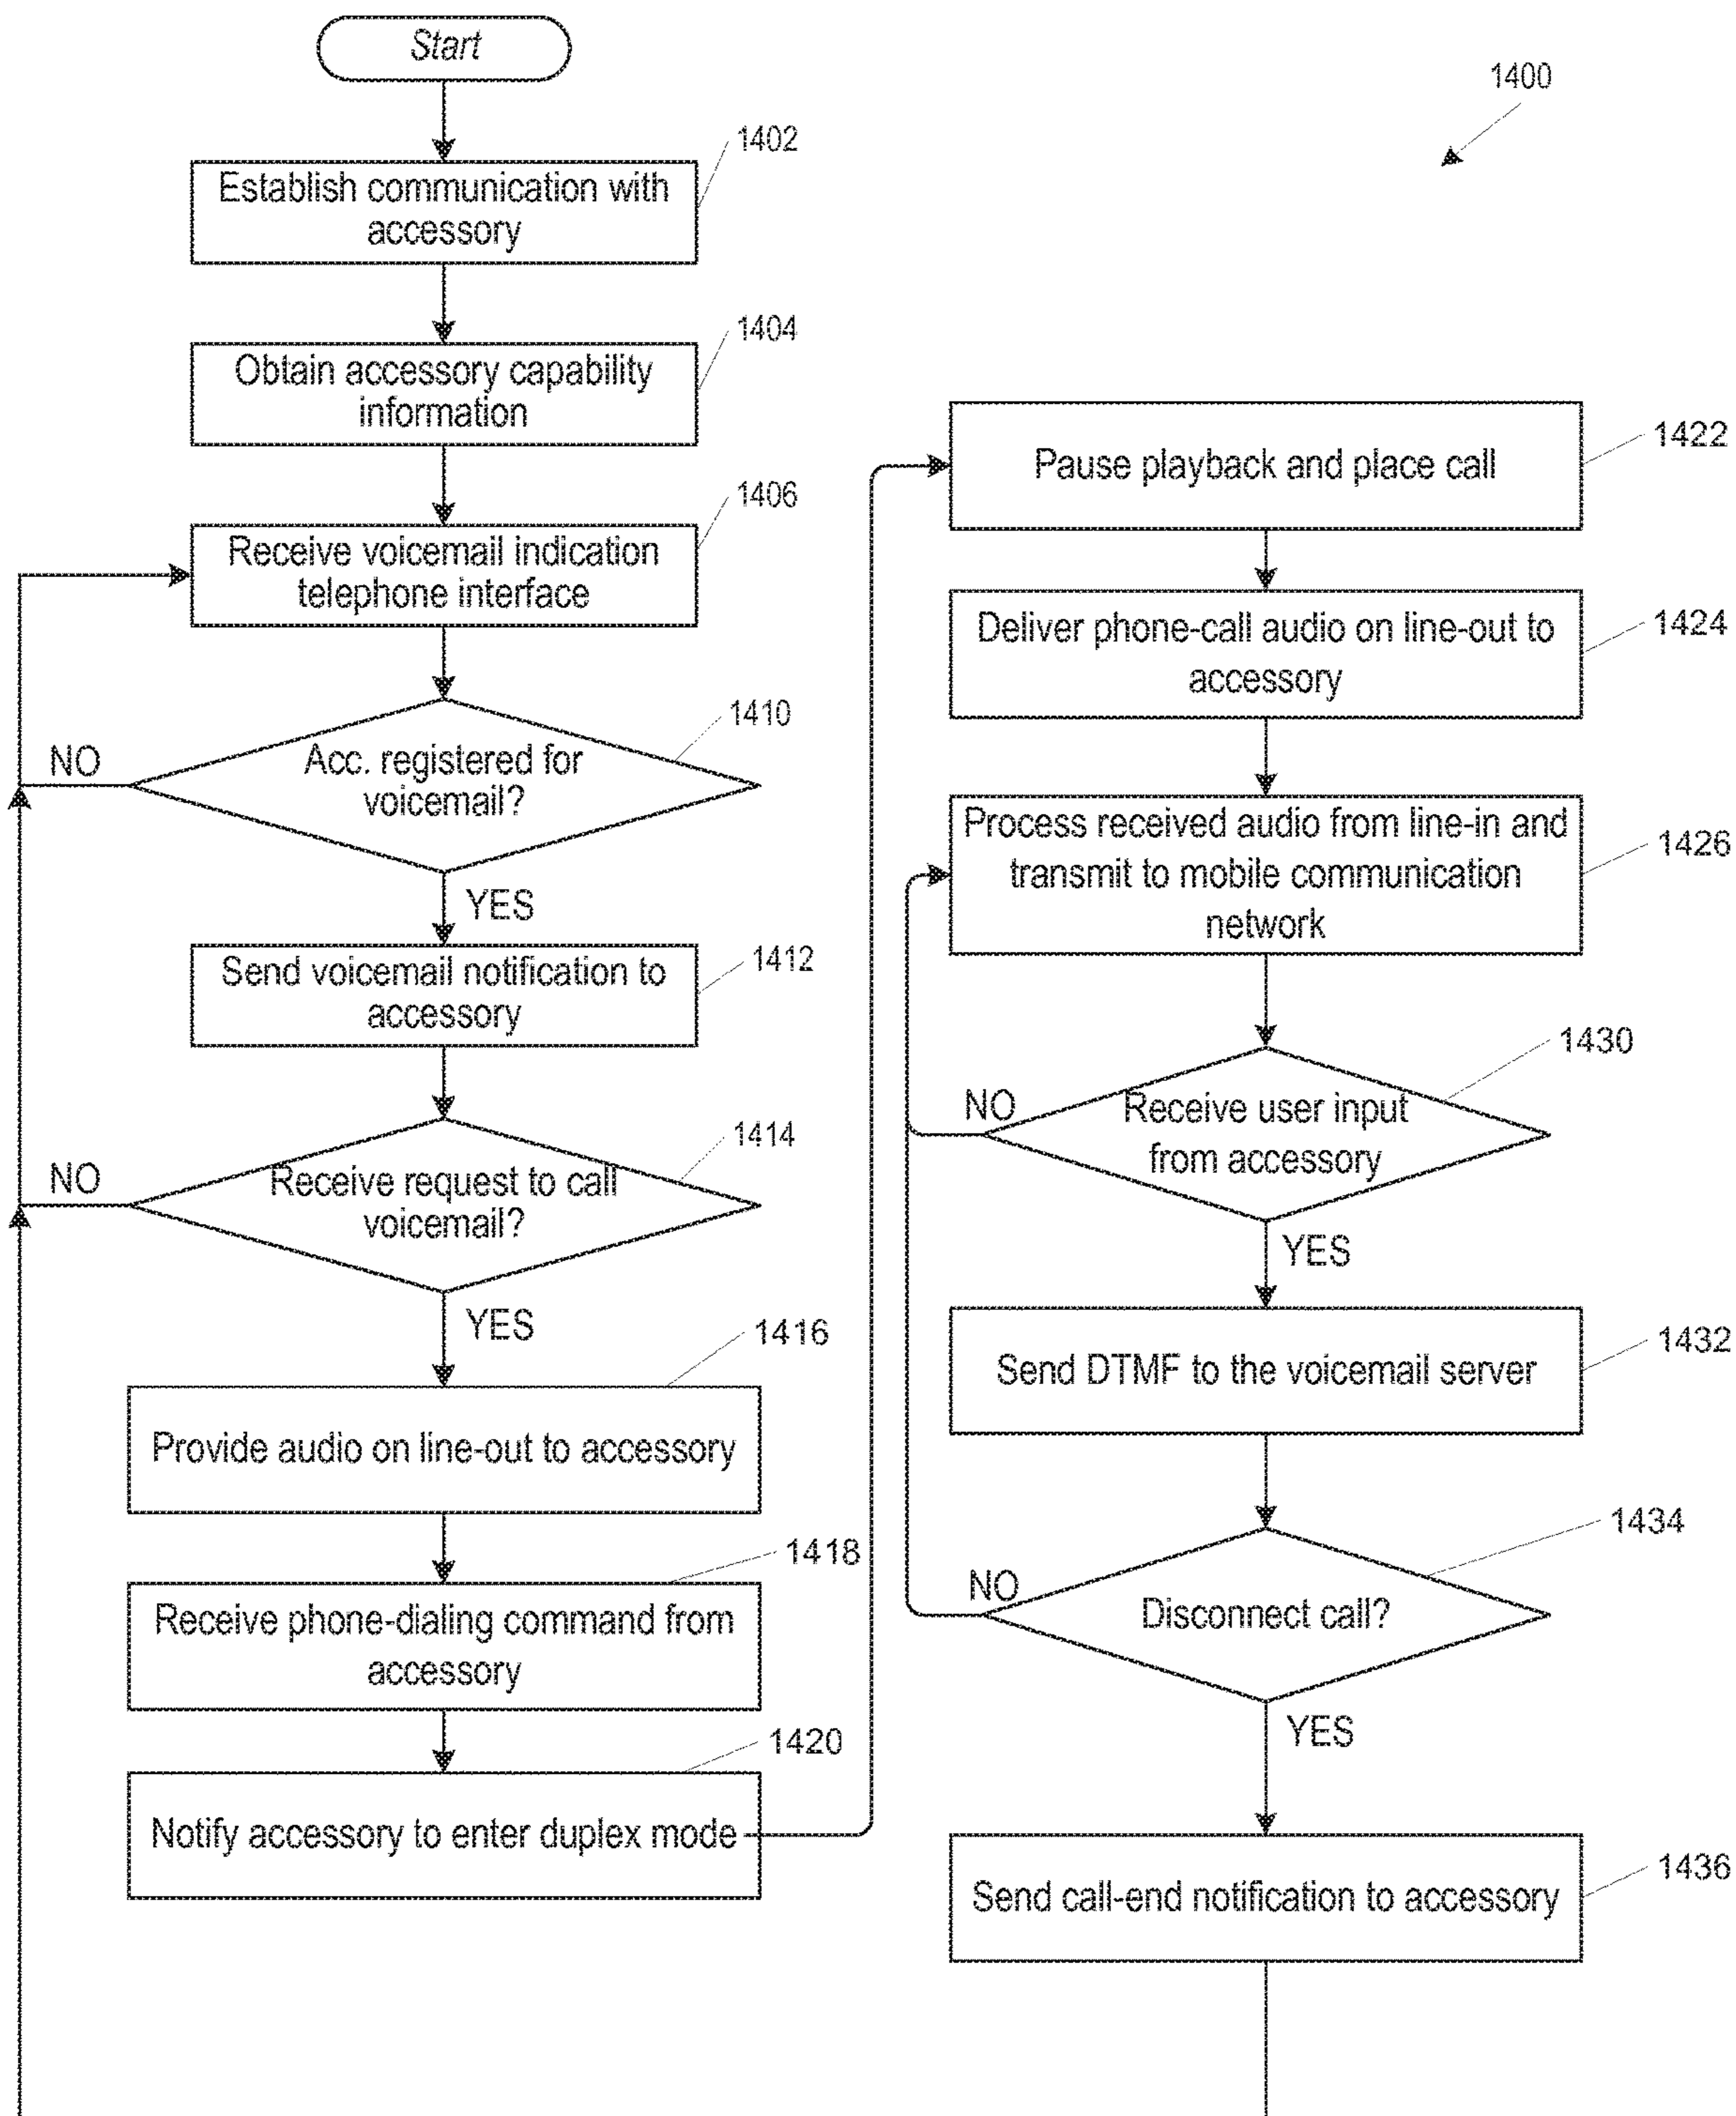 Start
1400
1402
Establish communication with
accessory
1404
Obtain accessory capability
information
1406
Receive voicemail indication
telephone interface
1410
NO
Acc. registered for
voicemail?
YES
1412
Send voicemail notification to
accessory
1414
NO
Receive request to call
voicemail?
YES
1416
Provide audio on line-out to accessory
1418
Receive phone-dialing command from
accessory
1420
Notify accessory to enter duplex mode
1422
Pause playback and place call
1424
Deliver phone-call audio on line-out to
accessory
1426
Process received audio from line-in and
transmit to mobile communication
network
1430
NO
Receive user input
from accessory
YES
1432
Send DTMF to the voicemail server
1434
NO
Disconnect call?
YES
1436
Send call-end notification to accessory